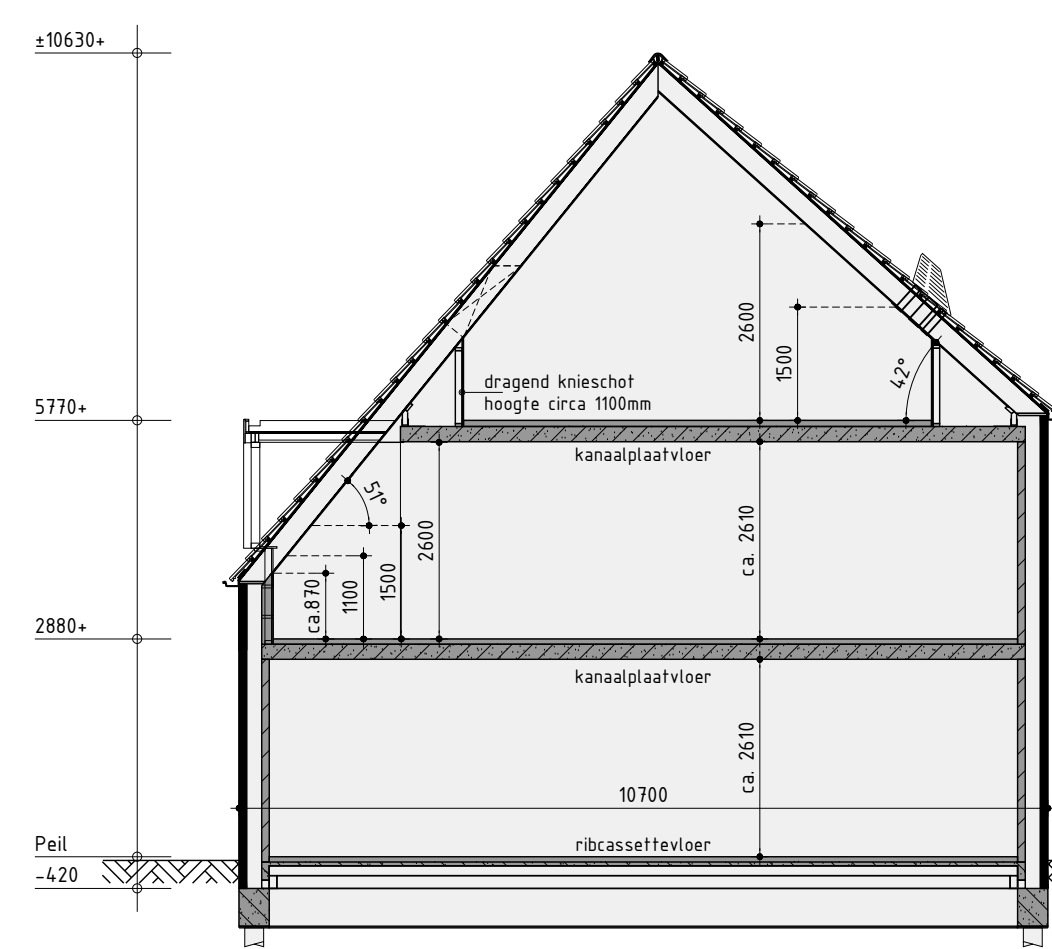 ±10630+
2600
1500
42°
dragend knieschot
hoogte circa 1100mm
5770+
kanaalplaatvloer
51°
2600
ca. 2610
1500
1100
ca.870
2880+
kanaalplaatvloer
ca. 2610
10700
Peil
ribcassettevloer
-420